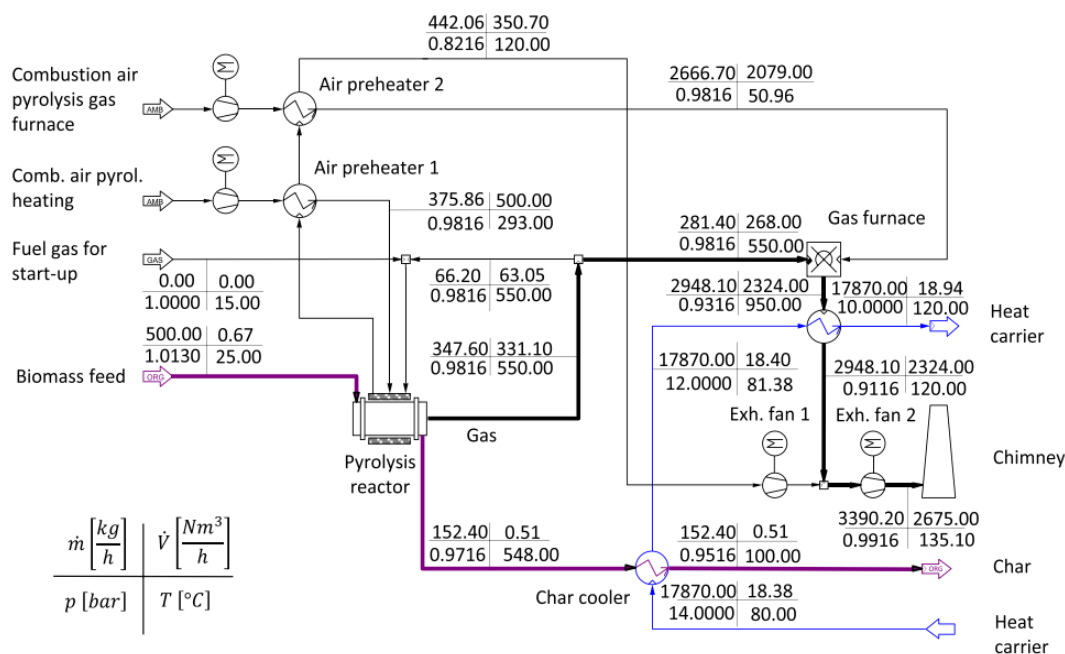 442.06 350.70
0.8216 120.00
Combustion air
pyrolysis gas
furnace
AMB
M
Air preheater 2
2666.70 2079.00
0.9816 50.96
Comb. air pyrol.
heating
AMB
M
Air preheater 1
375.86 500.00
0.9816 293.00
281.40 268.00
0.9816 550.00
Gas furnace
Fuel gas for
start-up
GAS
0.00 0.00
1.0000 15.00
66.20 63.05
0.9816 550.00
2948.10 2324.00
0.9316 950.00
17870.00 18.94
10.0000 120.00
Heat
carrier
500.00 0.67
1.0130 25.00
Biomass feed
ORG
347.60 331.10
0.9816 550.00
17870.00 18.40
12.0000 81.38
2948.10 2324.00
0.9116 120.00
Gas
Pyrolysis
reactor
Exh. fan 1
M
Exh. fan 2
M
Chimney
3390.20 2675.00
0.9916 135.10
152.40 0.51
0.9716 548.00
152.40 0.51
0.9516 100.00
ORG
Char
Char cooler
17870.00 18.38
14.0000 80.00
Heat
carrier
ṁ [kg/h] V̇ [Nm³/h]
p [bar] T [°C]